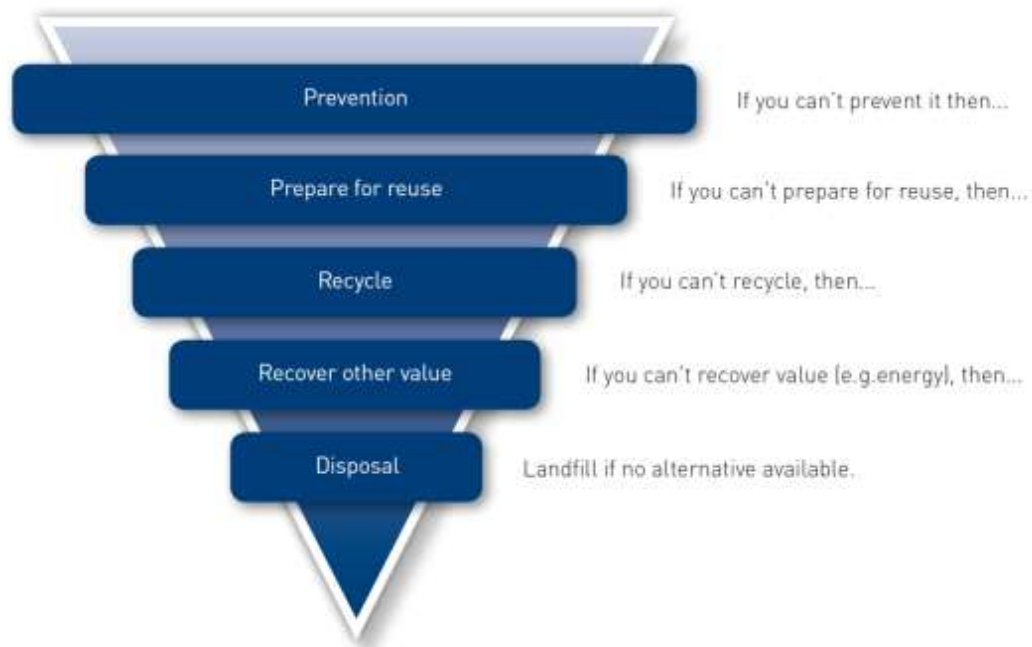 Prevention If you can't prevent it then...
Prepare for reuse If you can't prepare for reuse, then...
Recycle If you can't recycle, then...
Recover other value If you can't recover value (e.g.energy), then...
Disposal Landfill if no alternative available.